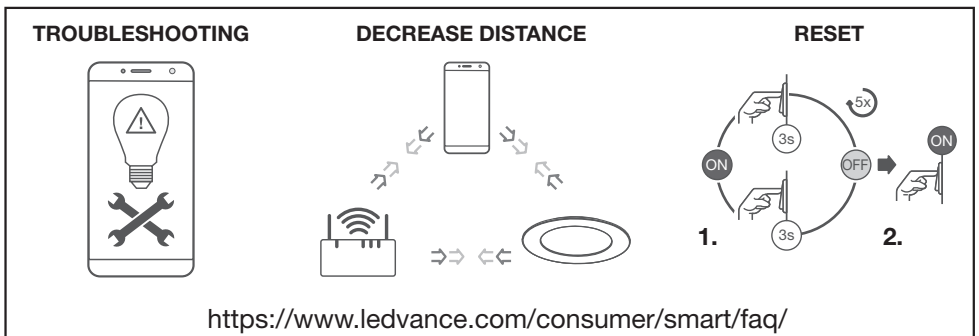 TROUBLESHOOTING
DECREASE DISTANCE
RESET
5x
3s
ON
OFF
ON
3s
1.
2.
https://www.ledvance.com/consumer/smart/faq/